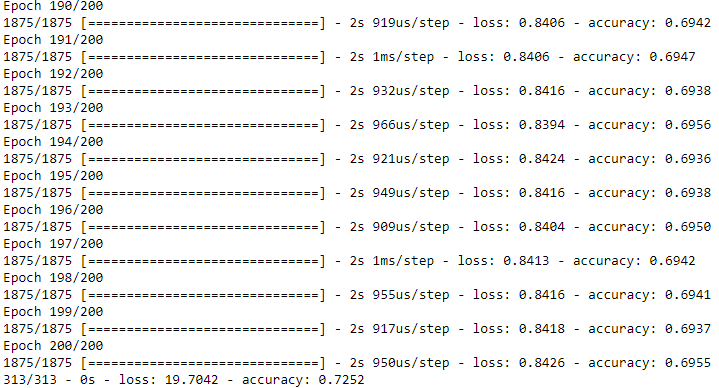 Epoch 190/200
1875/1875 [==============================] - 2s 919us/step - loss: 0.8406 - accuracy: 0.6942
Epoch 191/200
1875/1875 [==============================] - 2s 1ms/step - loss: 0.8406 - accuracy: 0.6947
Epoch 192/200
1875/1875 [==============================] - 2s 932us/step - loss: 0.8416 - accuracy: 0.6938
Epoch 193/200
1875/1875 [==============================] - 2s 966us/step - loss: 0.8394 - accuracy: 0.6956
Epoch 194/200
1875/1875 [==============================] - 2s 921us/step - loss: 0.8424 - accuracy: 0.6936
Epoch 195/200
1875/1875 [==============================] - 2s 949us/step - loss: 0.8416 - accuracy: 0.6938
Epoch 196/200
1875/1875 [==============================] - 2s 909us/step - loss: 0.8404 - accuracy: 0.6950
Epoch 197/200
1875/1875 [==============================] - 2s 1ms/step - loss: 0.8413 - accuracy: 0.6942
Epoch 198/200
1875/1875 [==============================] - 2s 955us/step - loss: 0.8416 - accuracy: 0.6941
Epoch 199/200
1875/1875 [==============================] - 2s 917us/step - loss: 0.8418 - accuracy: 0.6937
Epoch 200/200
1875/1875 [==============================] - 2s 950us/step - loss: 0.8426 - accuracy: 0.6955
313/313 - 0s - loss: 19.7042 - accuracy: 0.7252